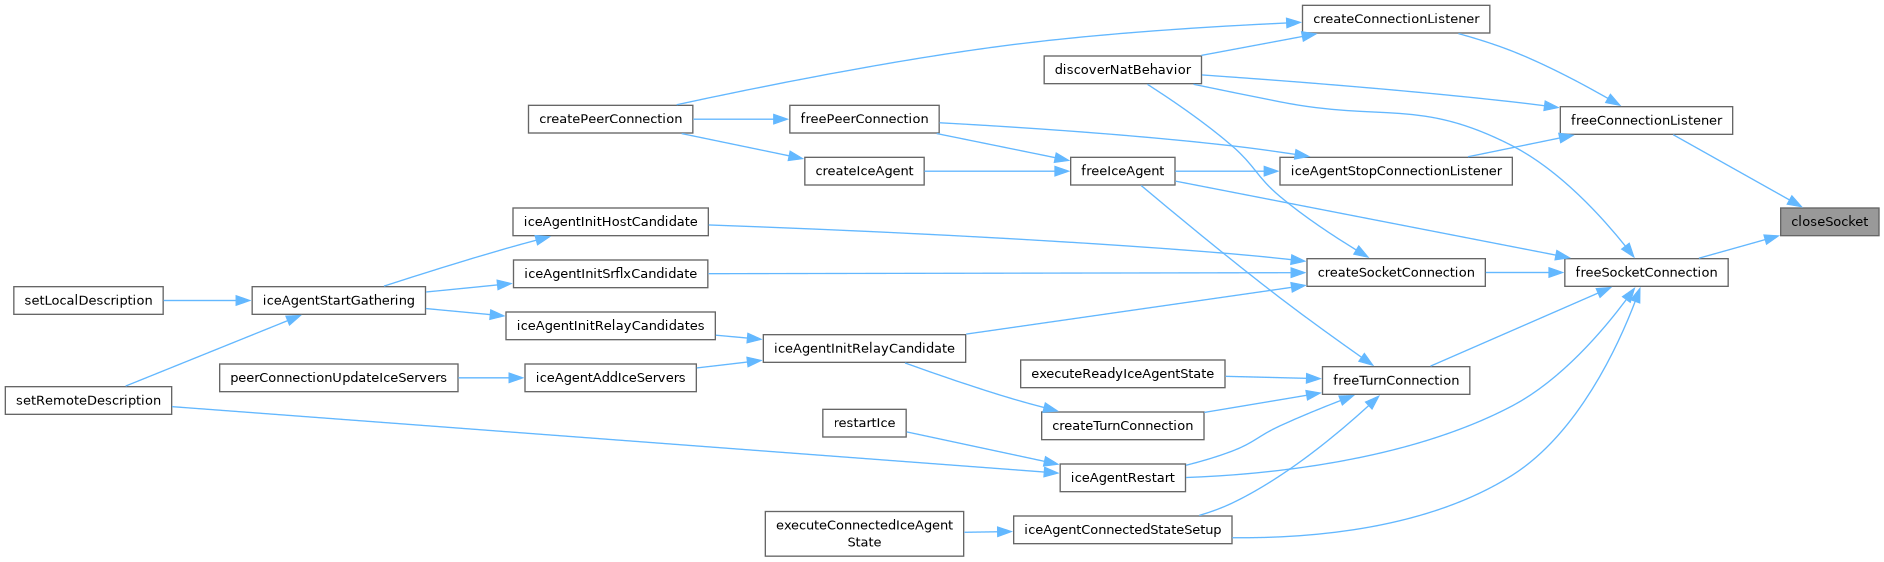 createConnectionListener
discoverNatBehavior
createPeerConnection
freePeerConnection
freeConnectionListener
createIceAgent
freeIceAgent
iceAgentStopConnectionListener
iceAgentInitHostCandidate
closeSocket
iceAgentInitSrflxCandidate
createSocketConnection
freeSocketConnection
setLocalDescription
iceAgentStartGathering
iceAgentInitRelayCandidates
iceAgentInitRelayCandidate
peerConnectionUpdateIceServers
iceAgentAddIceServers
executeReadyIceAgentState
freeTurnConnection
setRemoteDescription
restartIce
createTurnConnection
iceAgentRestart
executeConnectedIceAgent
State
iceAgentConnectedStateSetup